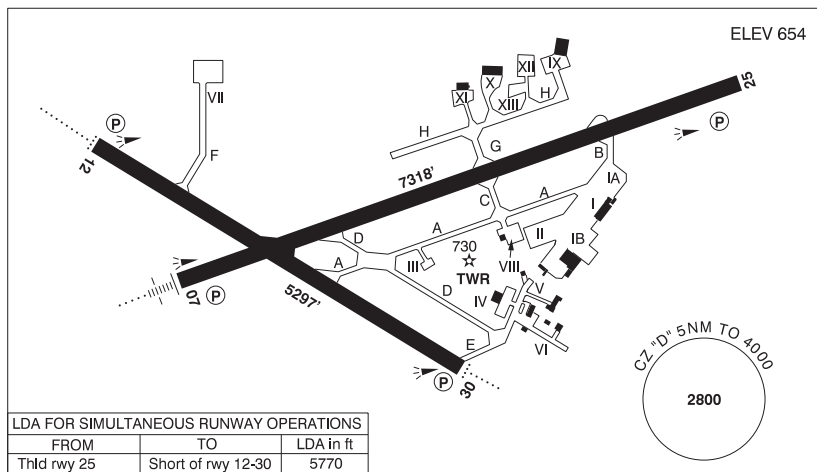 ELEV 654
VII
XI
X
XII
IX
XIII
H
H
25
P
P
12
F
G
B
7318'
C
A
IA
I
D
A
II
IB
A
III
730
TWR
VIII
07
P
5297'
D
IV
V
E
VI
P
30
CZ "D" 5NM TO 4000
2800
LDA FOR SIMULTANEOUS RUNWAY OPERATIONS
FROM TO LDA in ft
Thld rwy 25 Short of rwy 12-30 5770